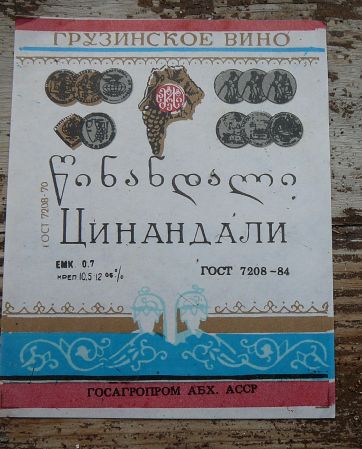 ГРУЗИНСКОЕ ВИНО
წინანდალი
ЦИНАНДАЛИ
ГОСТ 7208-70
ЕМК 0.7
КРЕП 10,5-12 об%
ГОСТ 7208-84
ГОСАГРОПРОМ АБХ. АССР